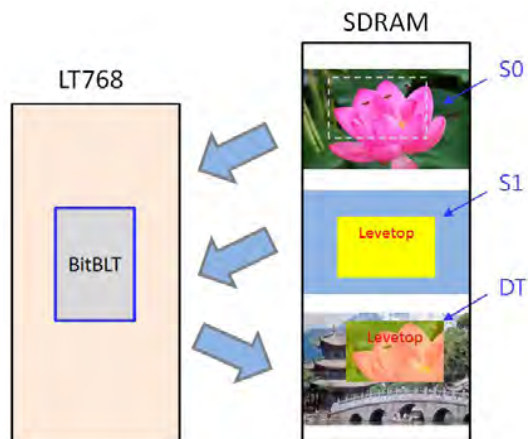 SDRAM
LT768
S0
S1
Levetop
BitBLT
DT
Levetop